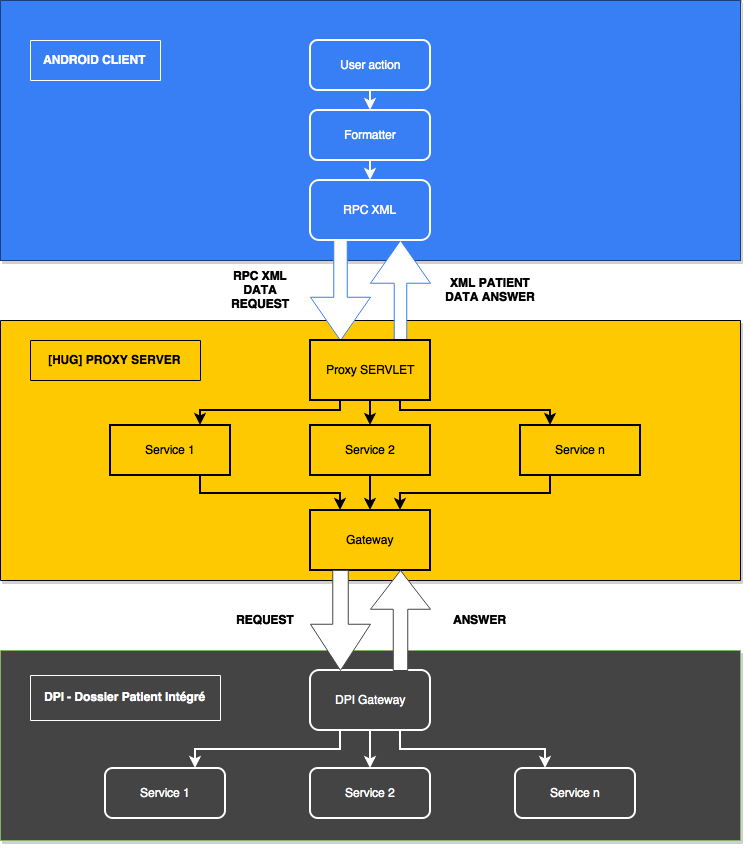 ANDROID CLIENT
User action
Formatter
RPC XML
RPC XML
DATA
REQUEST
XML PATIENT
DATA ANSWER
[HUG] PROXY SERVER
Proxy SERVLET
Service 1
Service 2
Service n
Gateway
REQUEST
ANSWER
DPI - Dossier Patient Intégré
DPI Gateway
Service 1
Service 2
Service n